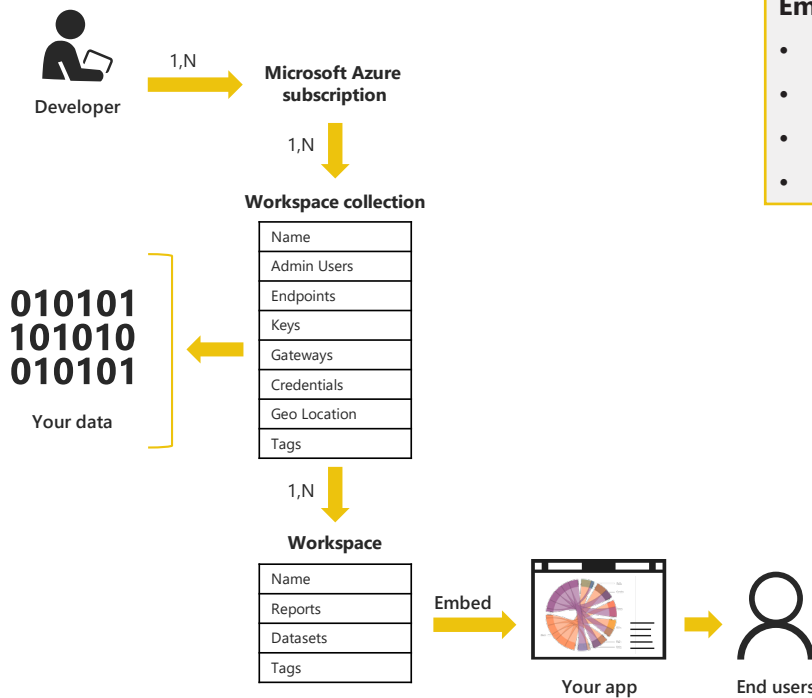 Em
1,N
Developer
Microsoft Azure
subscription
1,N
Workspace collection
Name
Admin Users
Endpoints
Keys
Gateways
Credentials
Geo Location
Tags
010101
101010
010101
Your data
1,N
Workspace
Name
Reports
Datasets
Tags
Embed
Your app
End users